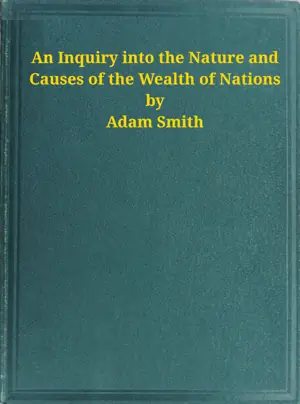 An Inquiry into the Nature and
Causes of the Wealth of Nations
by
Adam Smith